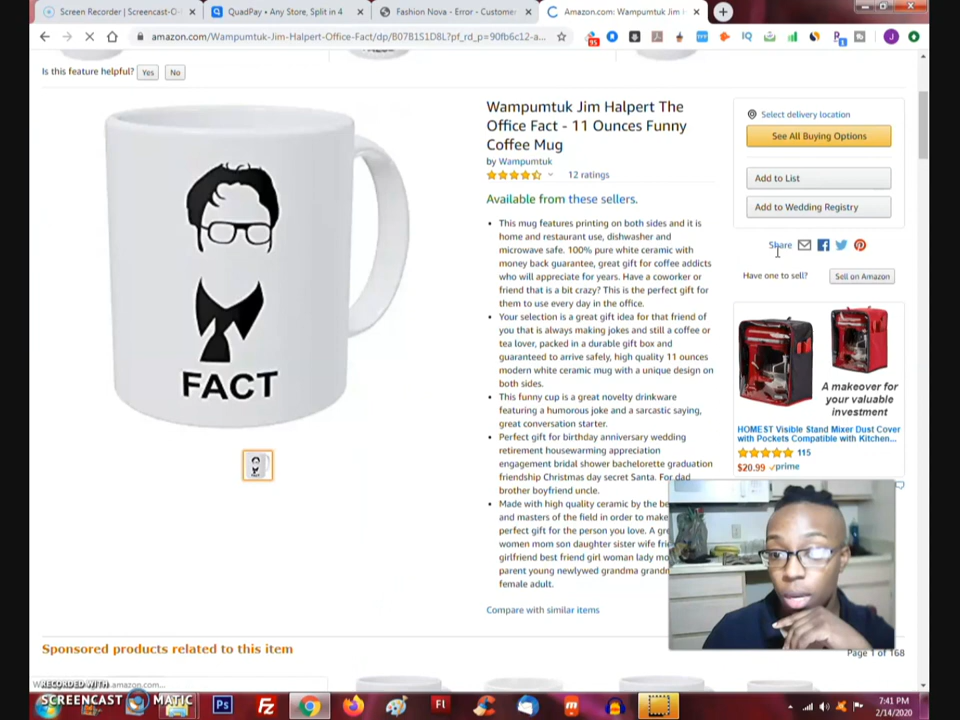 Screen Recorder | Screencast-O-
QuadPay • Any Store, Split in 4
Fashion Nova - Error - Customer
Amazon.com: Wampumtuk Jim
amazon.com/Wampumtuk-Jim-Halpert-Office-Fact/dp/B07B1S1D8L?pf_rd_p=90fb6c12-a...
Is this feature helpful? Yes No
Wampumtuk Jim Halpert The
Office Fact - 11 Ounces Funny
Coffee Mug
by Wampumtuk
12 ratings
Available from these sellers.
This mug features printing on both sides and it is
home and restaurant use, dishwasher and
microwave safe. 100% pure white ceramic with
money back guarantee, great gift for coffee addicts
who will appreciate for years. Have a coworker or
friend that is a bit crazy? This is the perfect gift for
them to use every day in the office.
Your selection is a great gift idea for that friend of
you that is always making jokes and still a coffee or
tea lover, packed in a durable gift box and
guaranteed to arrive safely, high quality 11 ounces
modern white ceramic mug with a unique design on
both sides.
This funny cup is a great novelty drinkware
featuring a humorous joke and a sarcastic saying,
great conversation starter.
Perfect gift for birthday anniversary wedding
retirement housewarming appreciation
engagement bridal shower bachelorette graduation
friendship Christmas day secret Santa. For dad
brother boyfriend uncle.
Made with high quality ceramic by the be
and masters of the field in order to make
perfect gift for the person you love. A gre
women mom son daughter sister wife frie
girlfriend best friend girl woman lady mo
parent young newlywed grandma grandm
female adult.
Compare with similar items
Select delivery location
See All Buying Options
Add to List
Add to Wedding Registry
Share
Have one to sell? Sell on Amazon
A makeover for
your valuable
investment
HOMEST Visible Stand Mixer Dust Cover
with Pockets Compatible with Kitchen...
115
$20.99 prime
FACT
Sponsored products related to this item
Page 1 of 168
RECORDED WITH
SCREENCAST MATIC
7:41 PM
2/14/2020